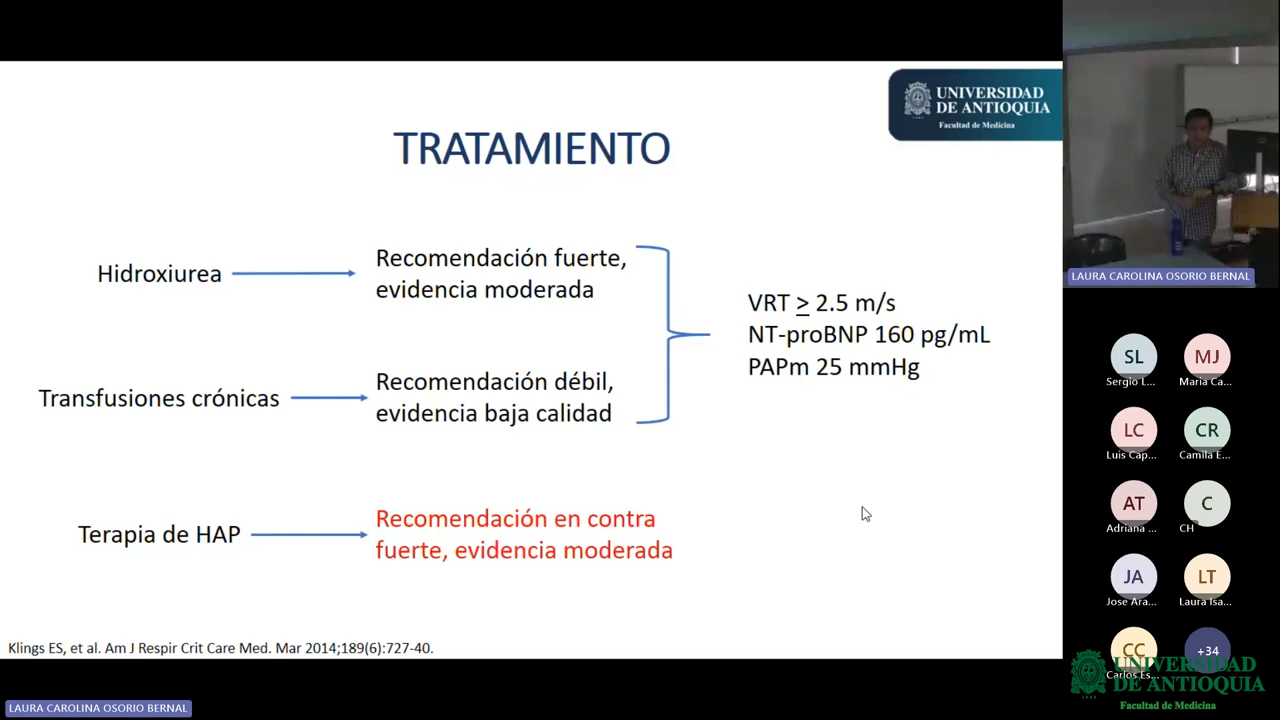 UNIVERSIDAD
DE ANTIOQUIA
Facultad de Medicina
TRATAMIENTO
Hidroxiurea
Recomendación fuerte,
evidencia moderada
Transfusiones crónicas
Recomendación débil,
evidencia baja calidad
VRT > 2.5 m/s
NT-proBNP 160 pg/mL
PAPm 25 mmHg
Terapia de HAP
Recomendación en contra
fuerte, evidencia moderada
Klings ES, et al. Am J Respir Crit Care Med. Mar 2014;189(6):727-40.
LAURA CAROLINA OSORIO BERNAL
LAURA CAROLINA OSORIO BERNAL
SL
MJ
Sergio L...
Maria Ca...
LC
CR
Luis Cap...
Camila E...
AT
C
Adriana ...
CH
JA
LT
Jose Ara...
Laura Isa...
CC
+34
Carlos Es...
UNIVERSIDAD
DE ANTIOQUIA
Facultad de Medicina